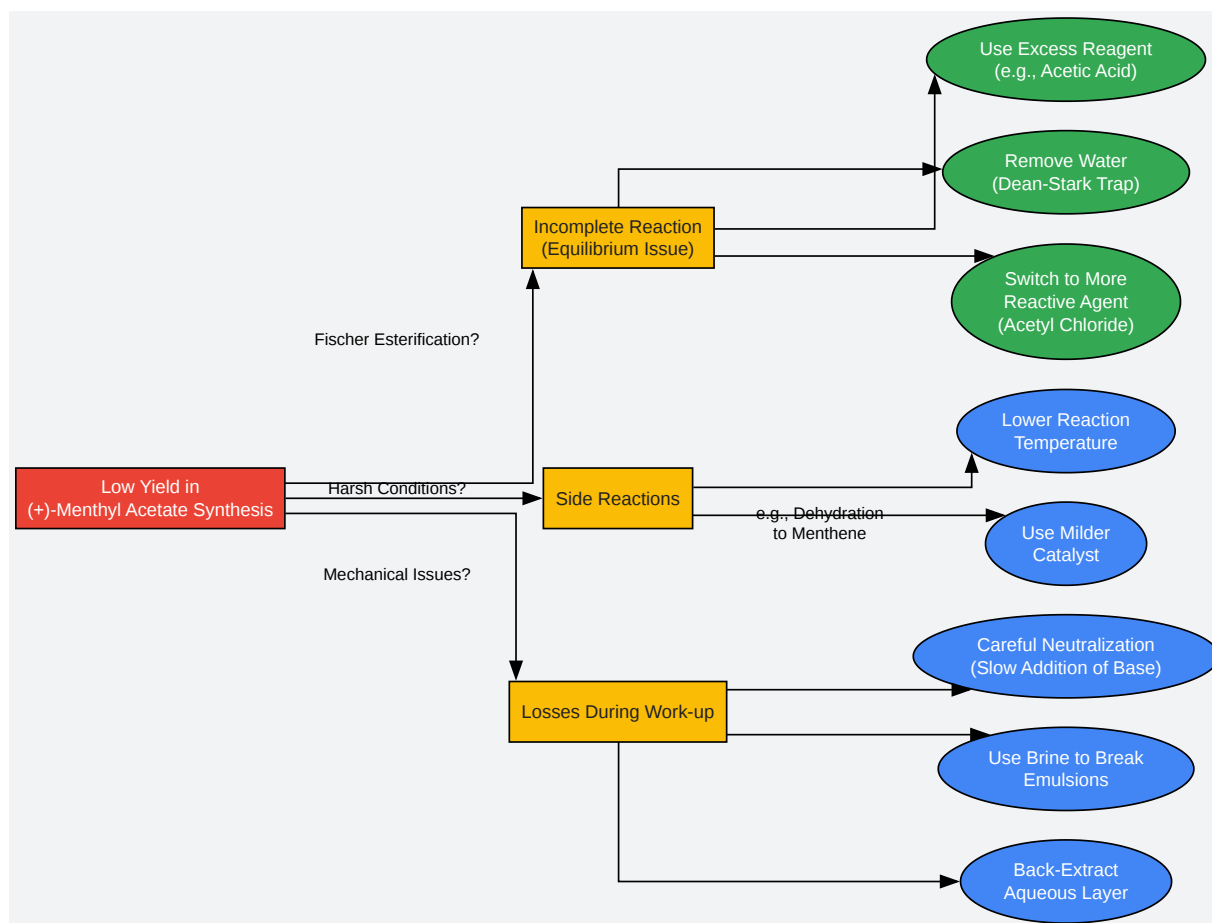 Use Excess Reagent
(e.g., Acetic Acid)
Remove Water
(Dean-Stark Trap)
Incomplete Reaction
(Equilibrium Issue)
Switch to More
Reactive Agent
(Acetyl Chloride)
Fischer Esterification?
Lower Reaction
Temperature
Low Yield in
(+)-Menthyl Acetate Synthesis
Harsh Conditions?
Side Reactions
e.g., Dehydration
to Menthene
Use Milder
Catalyst
Mechanical Issues?
Careful Neutralization
(Slow Addition of Base)
Losses During Work-up
Use Brine to Break
Emulsions
Back-Extract
Aqueous Layer